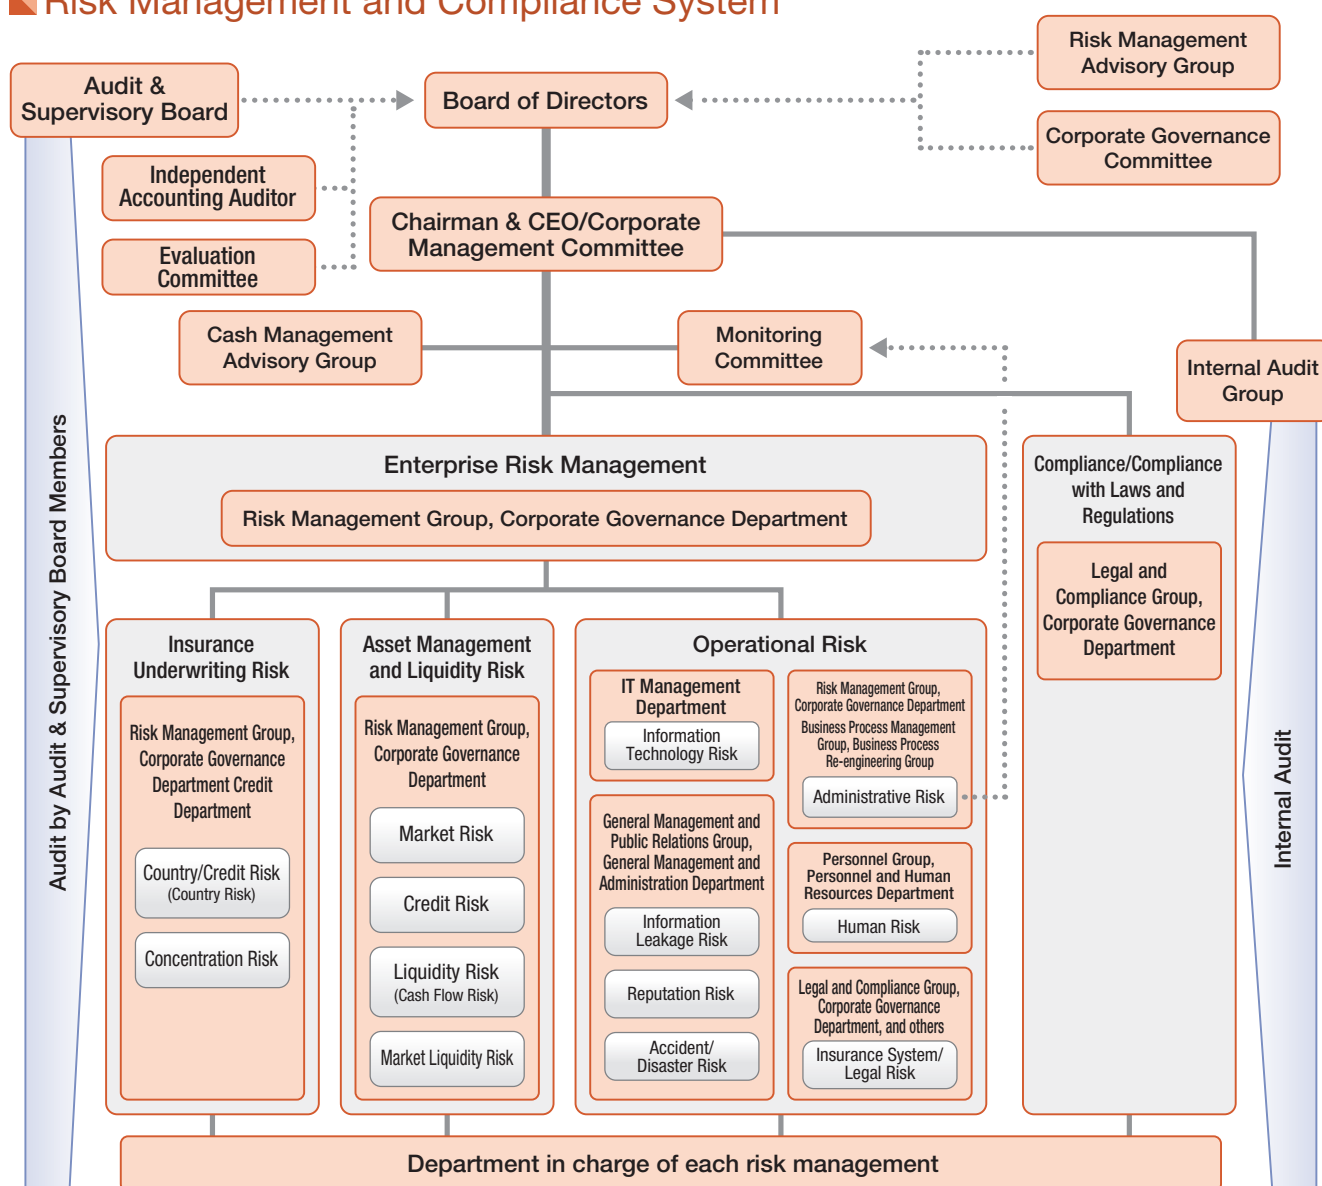 Risk Management and Compliance System
Risk Management
Advisory Group
Audit &
Supervisory Board
Board of Directors
Corporate Governance
Committee
Independent
Accounting Auditor
Chairman & CEO/Corporate
Management Committee
Evaluation
Committee
Cash Management
Advisory Group
Monitoring
Committee
Internal Audit
Group
Audit by Audit & Supervisory Board Members
Enterprise Risk Management
Risk Management Group, Corporate Governance Department
Compliance/Compliance
with Laws and
Regulations
Legal and
Compliance Group,
Corporate Governance
Department
Insurance
Underwriting Risk
Risk Management Group,
Corporate Governance
Department Credit
Department
Country/Credit Risk
(Country Risk)
Concentration Risk
Asset Management
and Liquidity Risk
Risk Management Group,
Corporate Governance
Department
Market Risk
Credit Risk
Liquidity Risk
(Cash Flow Risk)
Market Liquidity Risk
Operational Risk
IT Management
Department
Information
Technology Risk
General Management and
Public Relations Group,
General Management and
Administration Department
Information
Leakage Risk
Reputation Risk
Accident/
Disaster Risk
Risk Management Group,
Corporate Governance Department
Business Process Management
Group, Business Process
Re-engineering Group
Administrative Risk
Personnel Group,
Personnel and Human
Resources Department
Human Risk
Legal and Compliance Group,
Corporate Governance
Department, and others
Insurance System/
Legal Risk
Internal Audit
Department in charge of each risk management